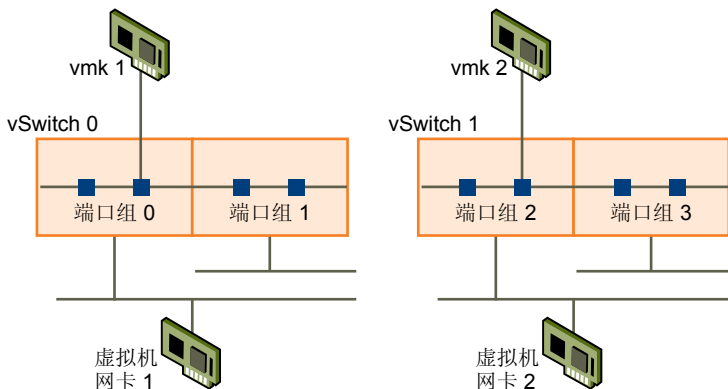 vmk 1
vSwitch 0
端口组 0
端口组 1
虚拟机
网卡 1
vmk 2
vSwitch 1
端口组 2
端口组 3
虚拟机
网卡 2